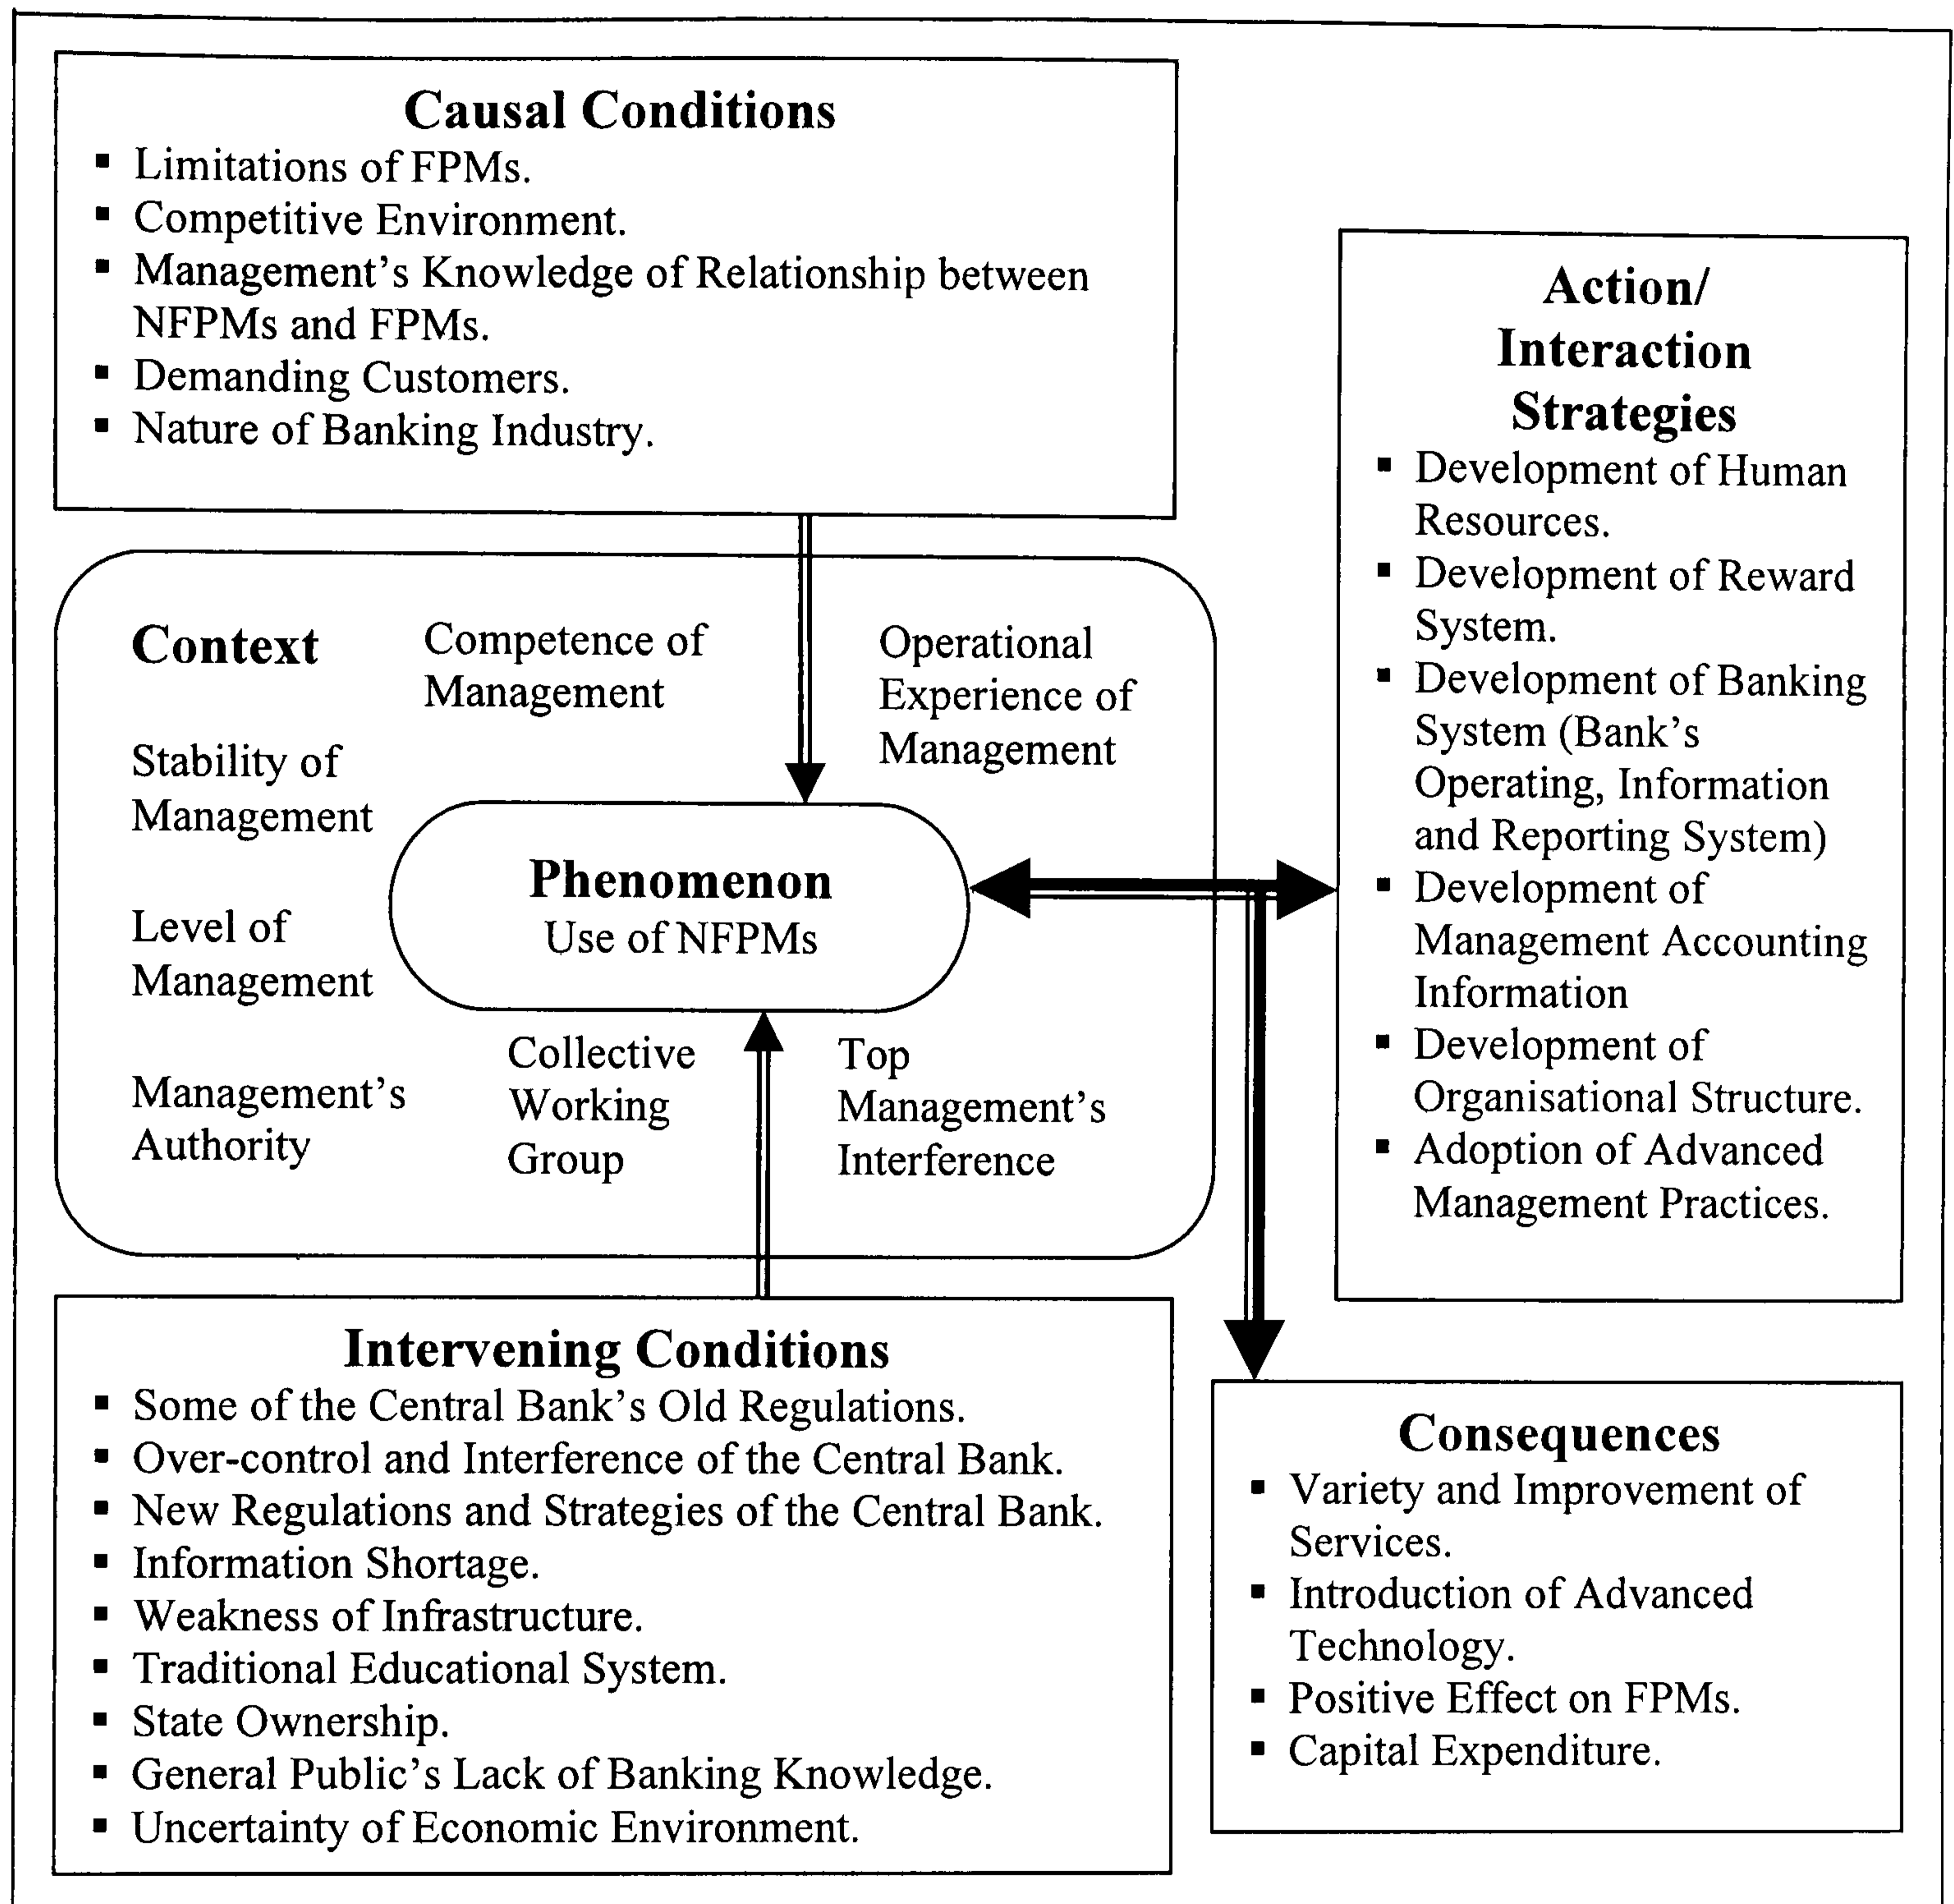 Causal Conditions
▪ Limitations of FPMs.
▪ Competitive Environment.
▪ Management’s Knowledge of Relationship between
NFPMs and FPMs.
▪ Demanding Customers.
▪ Nature of Banking Industry.
Context
Competence of
Management
Operational
Experience of
Management
Stability of
Management
Level of
Management
Management’s
Authority
Phenomenon
Use of NFPMs
Collective
Working
Group
Top
Management’s
Interference
Action/
Interaction
Strategies
▪ Development of Human
Resources.
▪ Development of Reward
System.
▪ Development of Banking
System (Bank’s
Operating, Information
and Reporting System)
▪ Development of
Management Accounting
Information
▪ Development of
Organisational Structure.
▪ Adoption of Advanced
Management Practices.
Intervening Conditions
▪ Some of the Central Bank’s Old Regulations.
▪ Over-control and Interference of the Central Bank.
▪ New Regulations and Strategies of the Central Bank.
▪ Information Shortage.
▪ Weakness of Infrastructure.
▪ Traditional Educational System.
▪ State Ownership.
▪ General Public’s Lack of Banking Knowledge.
▪ Uncertainty of Economic Environment.
Consequences
▪ Variety and Improvement of
Services.
▪ Introduction of Advanced
Technology.
▪ Positive Effect on FPMs.
▪ Capital Expenditure.